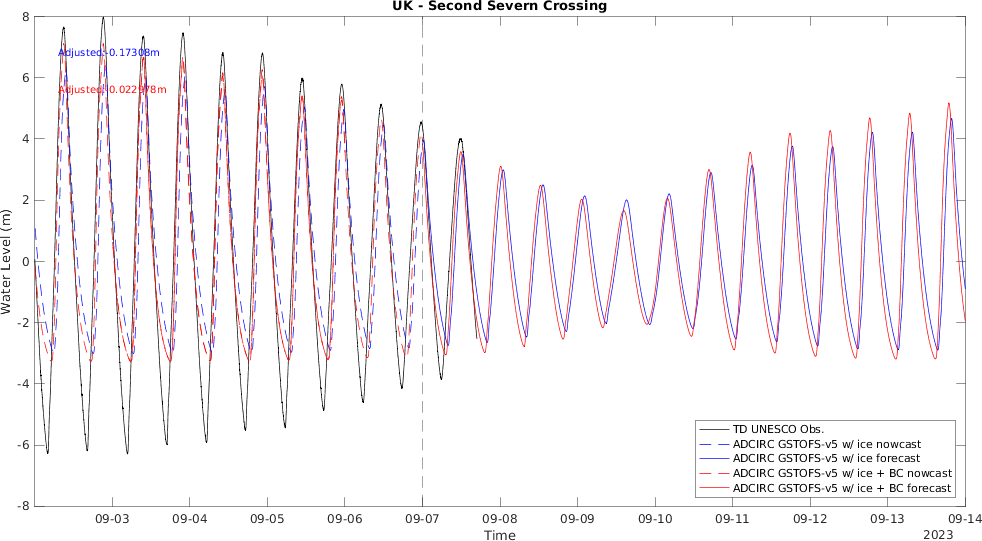 UK - Second Severn Crossing
8
6
4
2
0
-2
-4
-6
-8
Water Level (m)
Adjusted:-0.17308m
Adjusted:-0.022978m
TD UNESCO Obs.
ADCIRC GSTOFS-v5 w/ ice nowcast
ADCIRC GSTOFS-v5 w/ ice forecast
ADCIRC GSTOFS-v5 w/ ice + BC nowcast
ADCIRC GSTOFS-v5 w/ ice + BC forecast
09-03 09-04 09-05 09-06 09-07 09-08 09-09 09-10 09-11 09-12 09-13 09-14
Time
2023